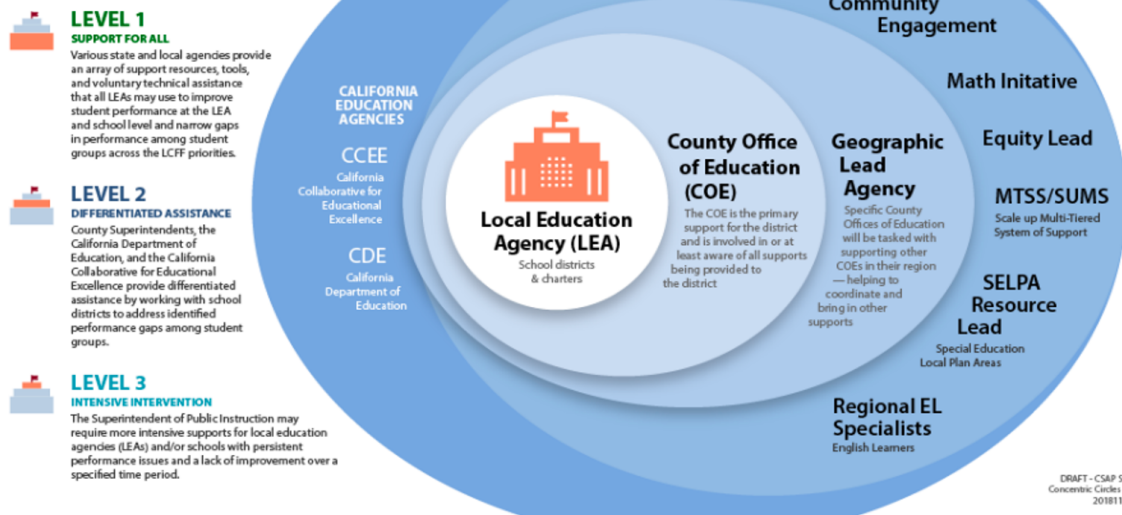 LEVEL 1
SUPPORT FOR ALL
Various state and local agencies provide
an array of support resources, tools,
and voluntary technical assistance
that all LEAs may use to improve
student performance at the LEA
and school level and narrow gaps
in performance among student
groups across the LCFF priorities.
LEVEL 2
DIFFERENTIATED ASSISTANCE
County Superintendents, the
California Department of
Education, and the California
Collaborative for Educational
Excellence provide differentiated
assistance by working with school
districts to address identified
performance gaps among student
groups.
LEVEL 3
INTENSIVE INTERVENTION
The Superintendent of Public Instruction may
require more intensive supports for local education
agencies (LEAs) and/or schools with persistent
performance issues and a lack of improvement over a
specified time period.
CALIFORNIA
EDUCATION
AGENCIES
CCEE
California
Collaborative for
Educational
Excellence
CDE
California
Department of
Education
Local Education
Agency (LEA)
School districts
& charters
County Office
of Education
(COE)
The COE is the primary
support for the district
and is involved in or at
least aware of all supports
being provided to
the district
Geographic
Lead
Agency
Specific County
Offices of Education
will be tasked with
supporting other
COEs in their region
— helping to
coordinate and
bring in other
supports
Community
Engagement
Math Initative
Equity Lead
MTSS/SUMS
Scale up Multi-Tiered
System of Support
SELPA
Resource
Lead
Special Education
Local Plan Areas
Regional EL
Specialists
English Learners
DRAFT - CSAP S
Concentric Circles
201811